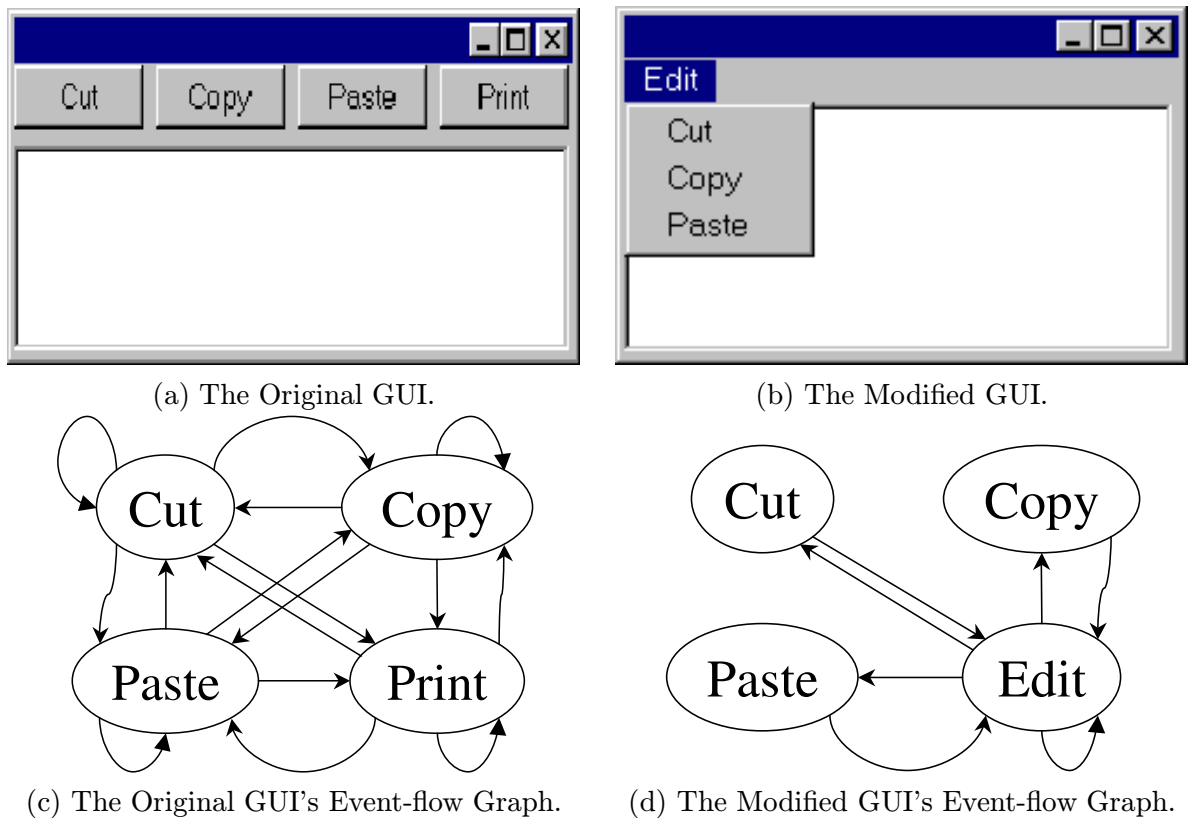 Cut Copy Paste Print
Edit
Cut
Copy
Paste
(a) The Original GUI.
(b) The Modified GUI.
Cut Copy
Paste Print
Cut Copy
Paste Edit
(c) The Original GUI's Event-flow Graph.
(d) The Modified GUI's Event-flow Graph.